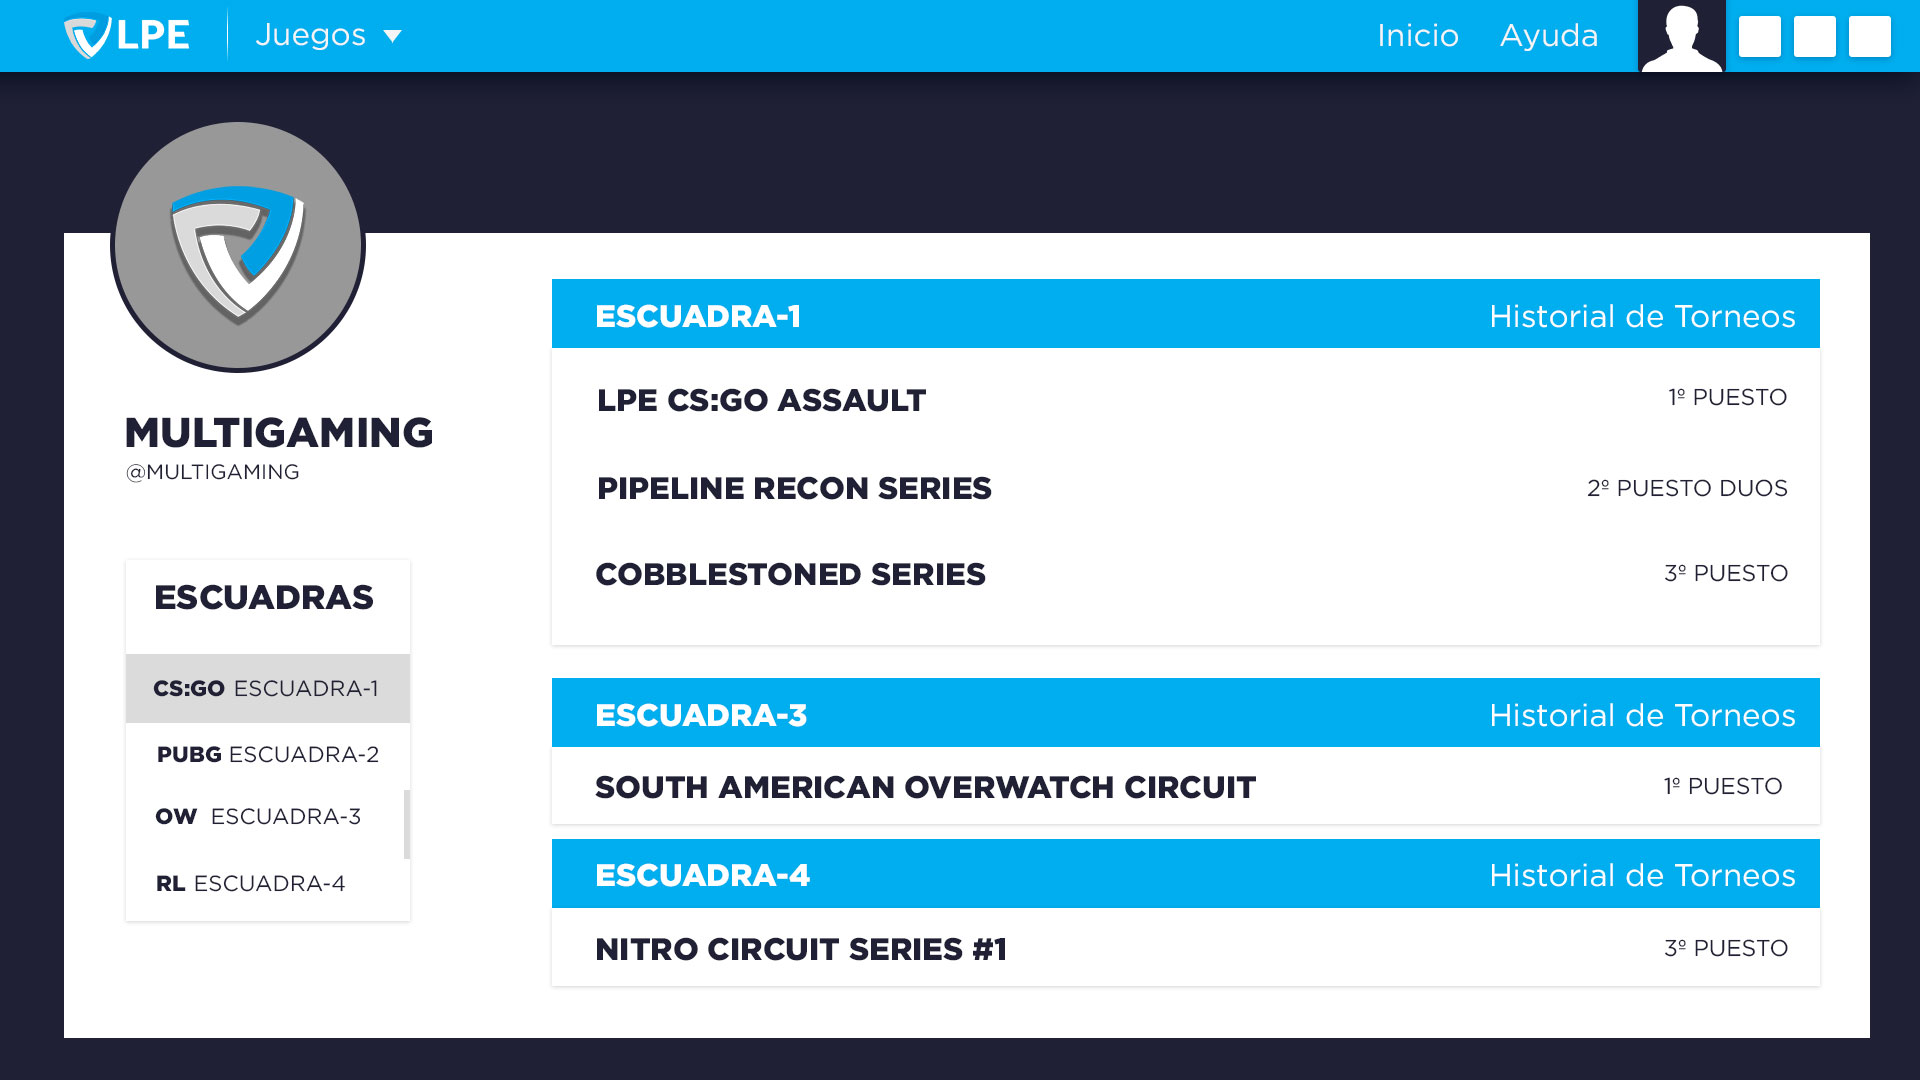 LPE
Juegos
Inicio
Ayuda
MULTIGAMING
@MULTIGAMING
ESCUADRAS
CS:GO ESCUADRA-1
PUBG ESCUADRA-2
OW ESCUADRA-3
RL ESCUADRA-4
ESCUADRA-1 Historial de Torneos
LPE CS:GO ASSAULT 1º PUESTO
PIPELINE RECON SERIES 2º PUESTO DUOS
COBBLESTONED SERIES 3º PUESTO
ESCUADRA-3 Historial de Torneos
SOUTH AMERICAN OVERWATCH CIRCUIT 1º PUESTO
ESCUADRA-4 Historial de Torneos
NITRO CIRCUIT SERIES #1 3º PUESTO